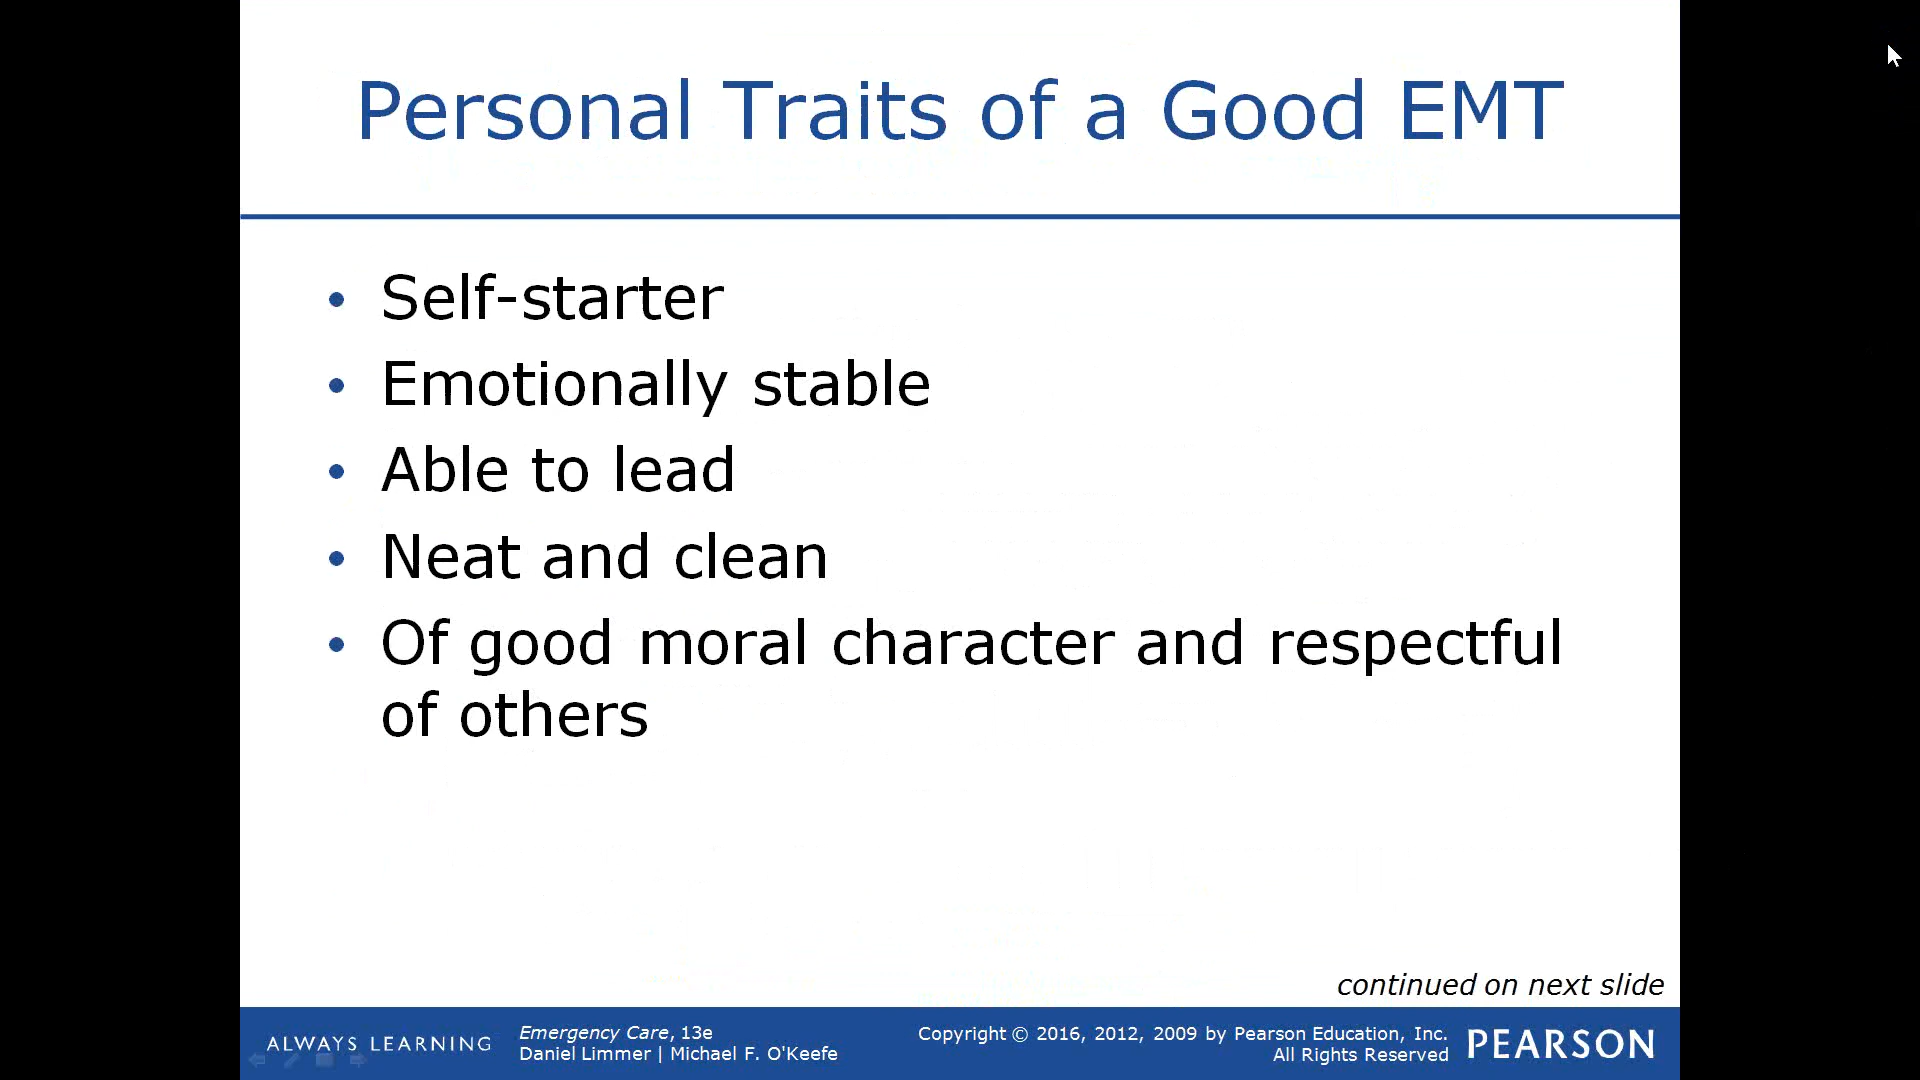 Personal Traits of a Good EMT
• Self-starter
• Emotionally stable
• Able to lead
• Neat and clean
• Of good moral character and respectful
of others
continued on next slide
ALWAYS LEARNING
Emergency Care, 13e
Daniel Limmer | Michael F. O'Keefe
Copyright © 2016, 2012, 2009 by Pearson Education, Inc.
All Rights Reserved
PEARSON